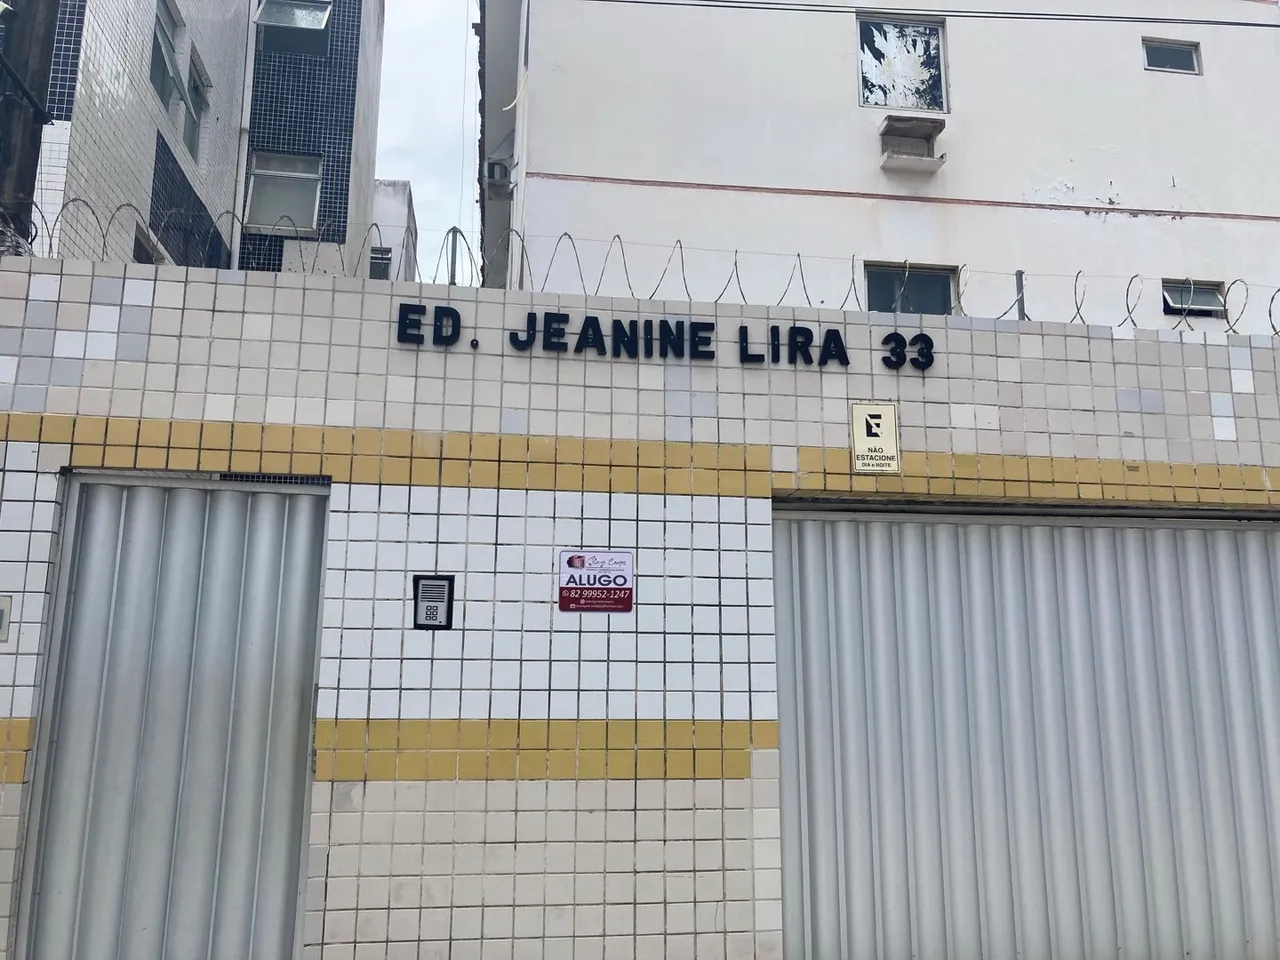 ED. JEANINE LIRA 33
E
NÃO
ESTACIONE
DIA e NOITE
ALUGO
82 99952-1247